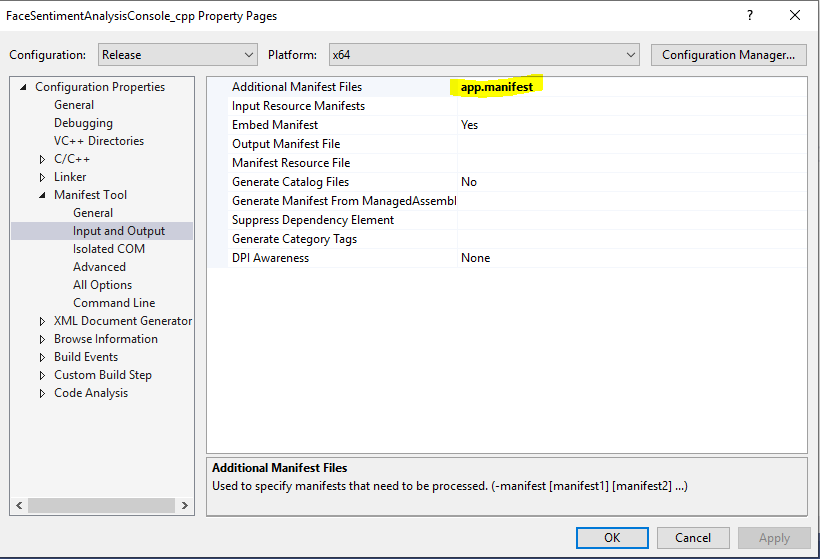 FaceSentimentAnalysisConsole_cpp Property Pages
Configuration: Release Platform: x64 Configuration Manager...
Configuration Properties
General
Debugging
VC++ Directories
C/C++
Linker
Manifest Tool
General
Input and Output
Isolated COM
Advanced
All Options
Command Line
XML Document Generator
Browse Information
Build Events
Custom Build Step
Code Analysis
Additional Manifest Files app.manifest
Input Resource Manifests
Embed Manifest Yes
Output Manifest File
Manifest Resource File
Generate Catalog Files No
Generate Manifest From ManagedAssembl
Suppress Dependency Element
Generate Category Tags
DPI Awareness None
Additional Manifest Files
Used to specify manifests that need to be processed. (-manifest [manifest1] [manifest2] ...)
OK Cancel Apply